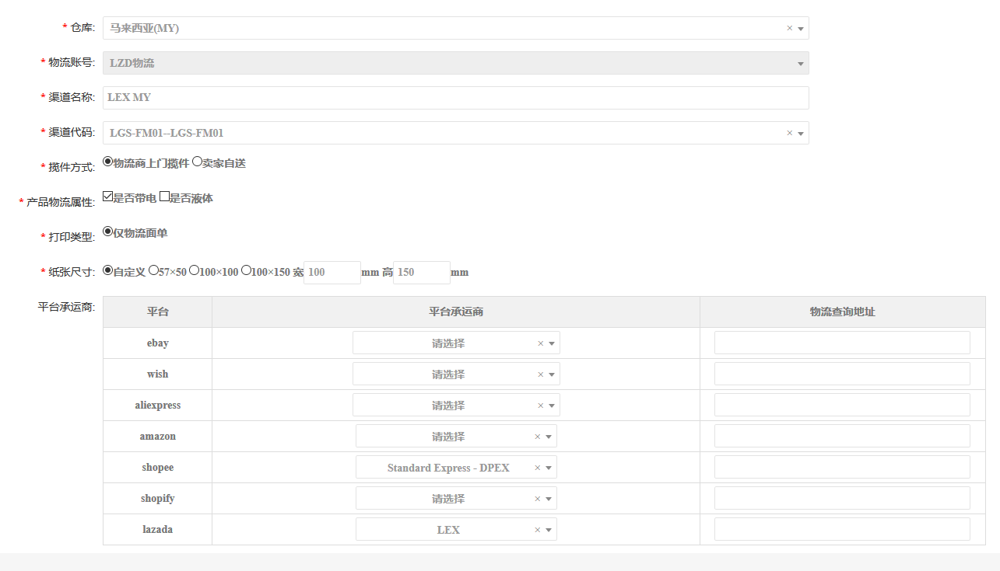 * 仓库: 马来西亚(MY) ×
* 物流账号: LZD物流
* 渠道名称: LEX MY
* 渠道代码: LGS-FM01--LGS-FM01 ×
* 揽件方式: 物流商上门揽件 卖家自送
* 产品物流属性: 是否带电 是否液体
* 打印类型: 仅物流面单
* 纸张尺寸: 自定义 57×50 100×100 100×150 宽 100 mm 高 150 mm
平台承运商: 平台 平台承运商 物流查询地址
ebay 请选择 ×
wish 请选择 ×
aliexpress 请选择 ×
amazon 请选择 ×
shopee Standard Express - DPEX ×
shopify 请选择 ×
lazada LEX ×